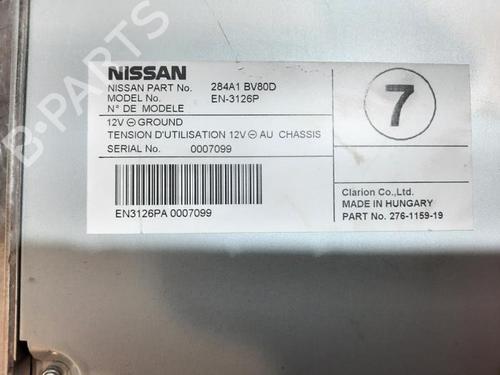 NISSAN
NISSAN PART No. 284A1 BV80D
MODEL No. EN-3126P
N° DE MODELE
12V ⊖ GROUND
TENSION D'UTILISATION 12V ⊖ AU CHASSIS
SERIAL No. 0007099
EN3126PA 0007099
7
Clarion Co.,Ltd.
MADE IN HUNGARY
PART No. 276-1159-19